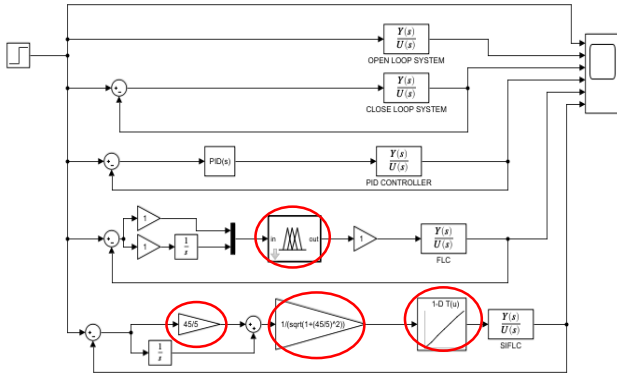 Y(s)
U(s)
OPEN LOOP SYSTEM
Y(s)
U(s)
CLOSE LOOP SYSTEM
PID(s)
Y(s)
U(s)
PID CONTROLLER
1
1
1
s
in
out
1
Y(s)
U(s)
FLC
45/5
1
s
1/(sqrt(1+(45/5)^2))
1-D T(u)
Y(s)
U(s)
SIFLC